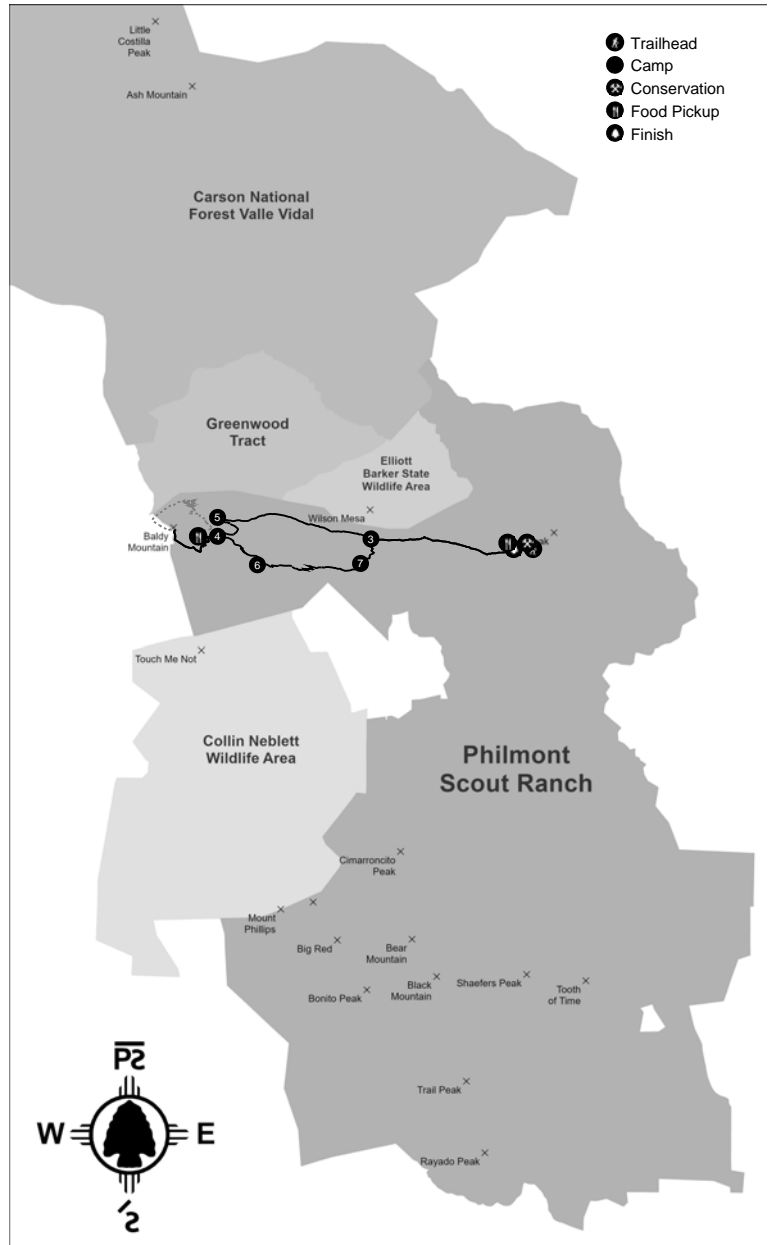 Little
Costilla
Peak
Ash Mountain
Trailhead
Camp
Conservation
Food Pickup
Finish
Carson National
Forest Valle Vidal
Greenwood
Tract
Elliott
Barker State
Wildlife Area
Wilson Mesa
Baldy
Mountain
5
4
3
6
7
Touch Me Not
Collin Neblett
Wildlife Area
Philmont
Scout Ranch
Cimarroncito
Peak
Mount
Phillips
Big Red
Bear
Mountain
Bonito Peak
Black
Mountain
Shaefers Peak
Tooth
of Time
Trail Peak
Rayado Peak
W
E